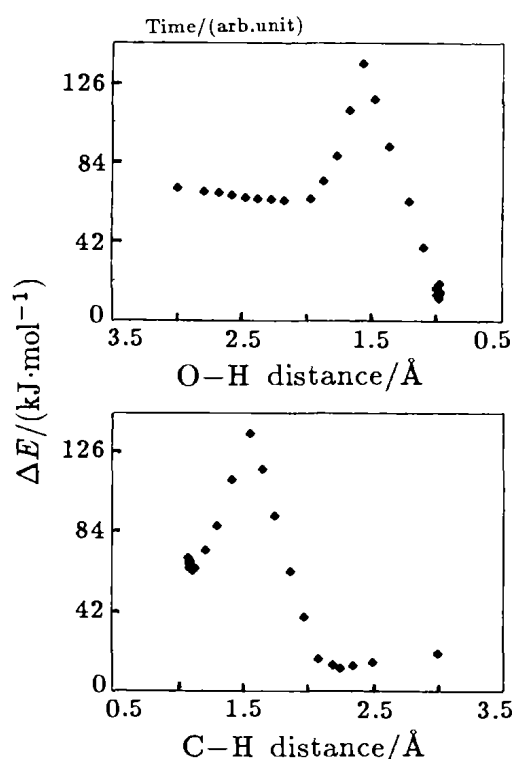 Time/(arb.unit)
126
84
42
0
3.5 2.5 1.5 0.5
O−H distance/Å
ΔE/(kJ·mol⁻¹)
126
84
42
0
0.5 1.5 2.5 3.5
C−H distance/Å